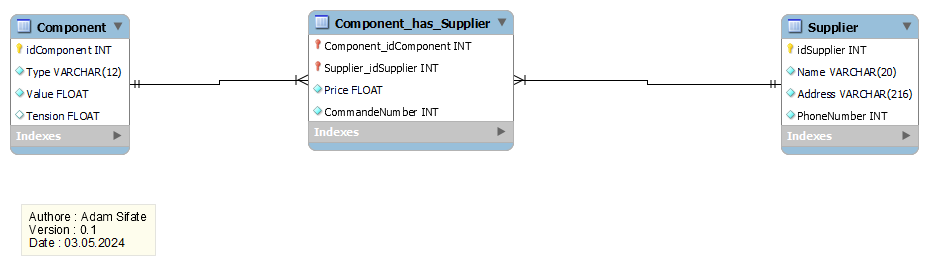 Component
idComponent INT
Type VARCHAR(12)
Value FLOAT
Tension FLOAT
Indexes
Component_has_Supplier
Component_idComponent INT
Supplier_idSupplier INT
Price FLOAT
CommandeNumber INT
Indexes
Supplier
idSupplier INT
Name VARCHAR(20)
Address VARCHAR(216)
PhoneNumber INT
Indexes
Authore : Adam Sifate
Version : 0.1
Date : 03.05.2024